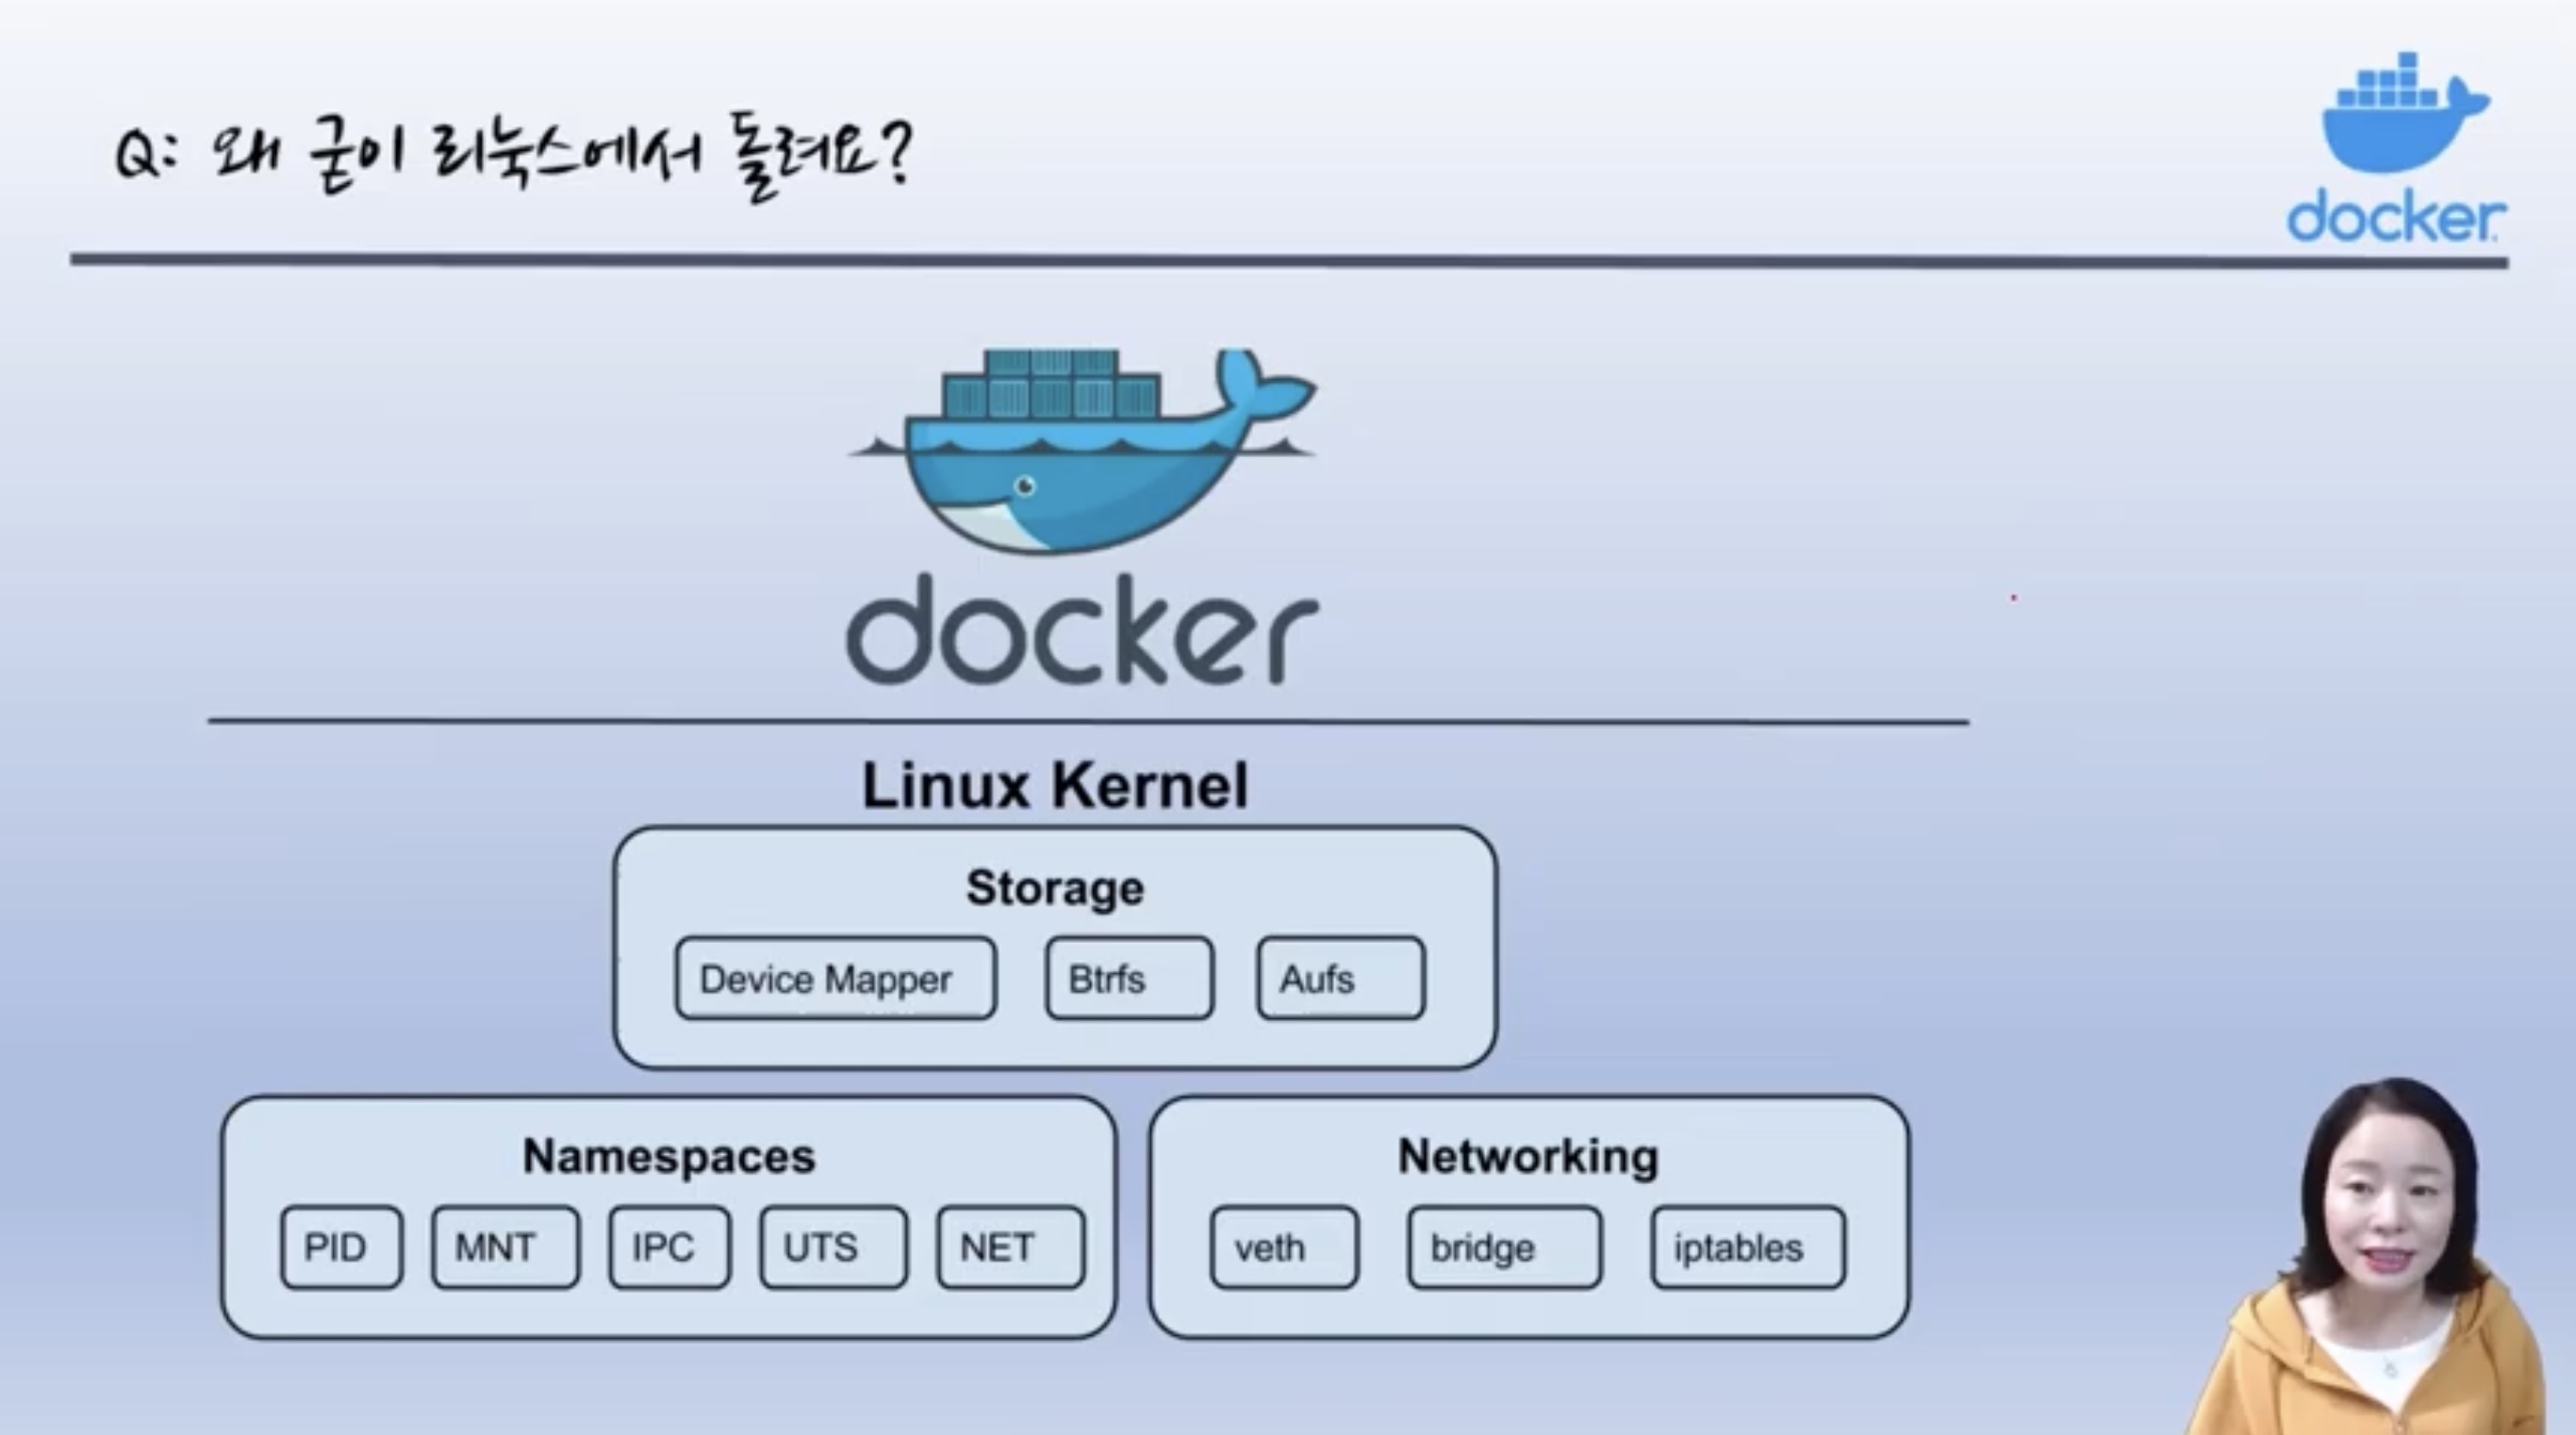 Q: 왜 굳이 리눅스에서 돌려요?
docker
docker
Linux Kernel
Storage
Device Mapper Btrfs Aufs
Namespaces
PID MNT IPC UTS NET
Networking
veth bridge iptables